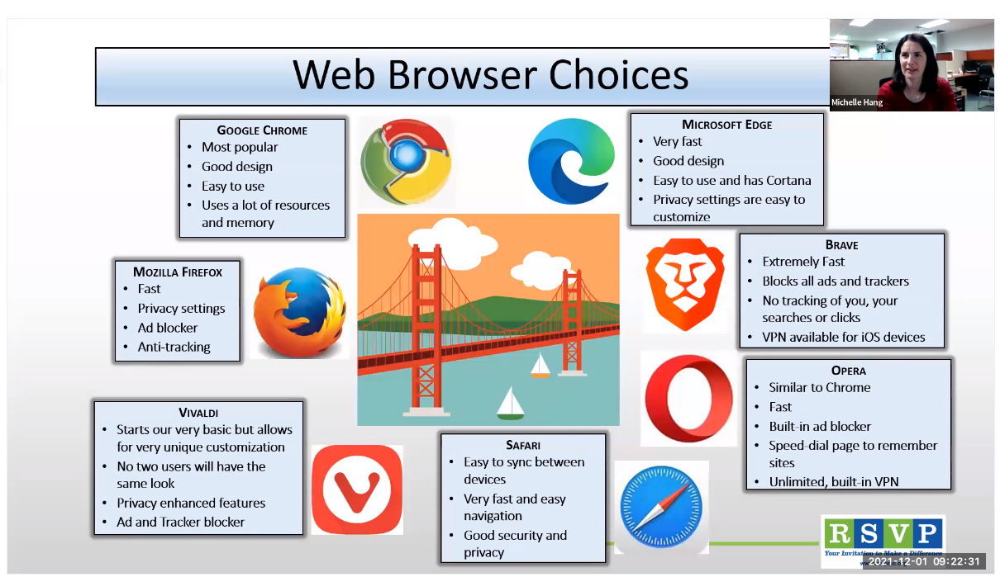 Web Browser Choices
Michelle Hang
GOOGLE CHROME
• Most popular
• Good design
• Easy to use
• Uses a lot of resources
and memory
MICROSOFT EDGE
• Very fast
• Good design
• Easy to use and has Cortana
• Privacy settings are easy to
customize
MOZILLA FIREFOX
• Fast
• Privacy settings
• Ad blocker
• Anti-tracking
BRAVE
• Extremely Fast
• Blocks all ads and trackers
• No tracking of you, your
searches or clicks
• VPN available for iOS devices
OPERA
• Similar to Chrome
• Fast
• Built-in ad blocker
• Speed-dial page to remember
sites
• Unlimited, built-in VPN
VIVALDI
• Starts our very basic but allows
for very unique customization
• No two users will have the
same look
• Privacy enhanced features
• Ad and Tracker blocker
SAFARI
• Easy to sync between
devices
• Very fast and easy
navigation
• Good security and
privacy
RSVP
Your Invitation to Make a Difference
2021-12-01 09:22:31